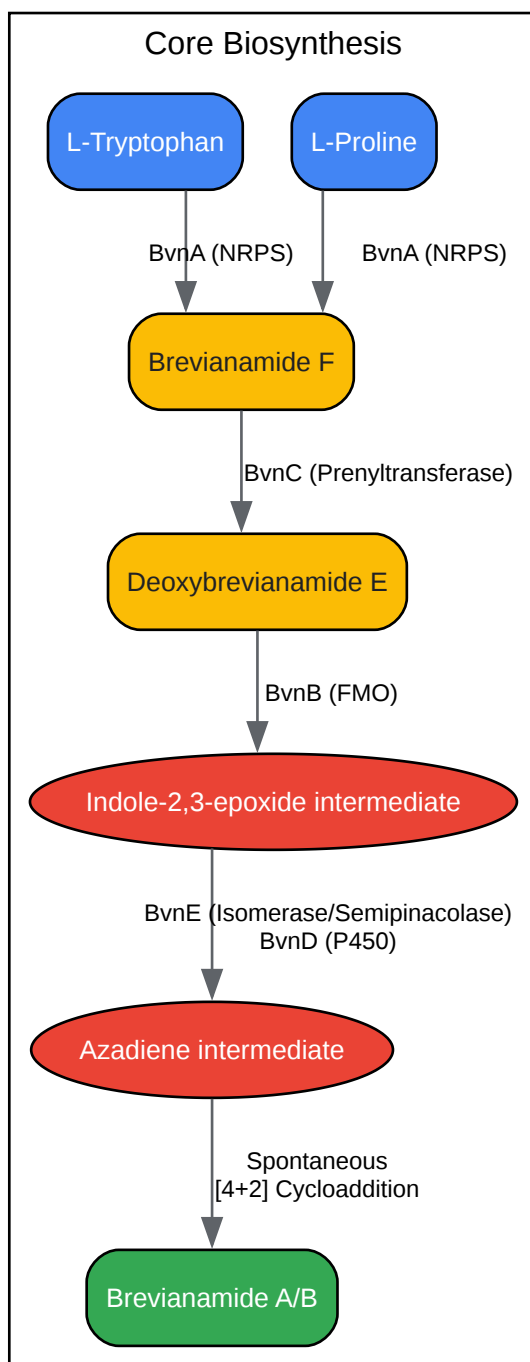 Core Biosynthesis
L-Tryptophan
L-Proline
BvnA (NRPS)
BvnA (NRPS)
Brevianamide F
BvnC (Prenyltransferase)
Deoxybrevianamide E
BvnB (FMO)
Indole-2,3-epoxide intermediate
BvnE (Isomerase/Semipinacolase)
BvnD (P450)
Azadiene intermediate
Spontaneous
[4+2] Cycloaddition
Brevianamide A/B